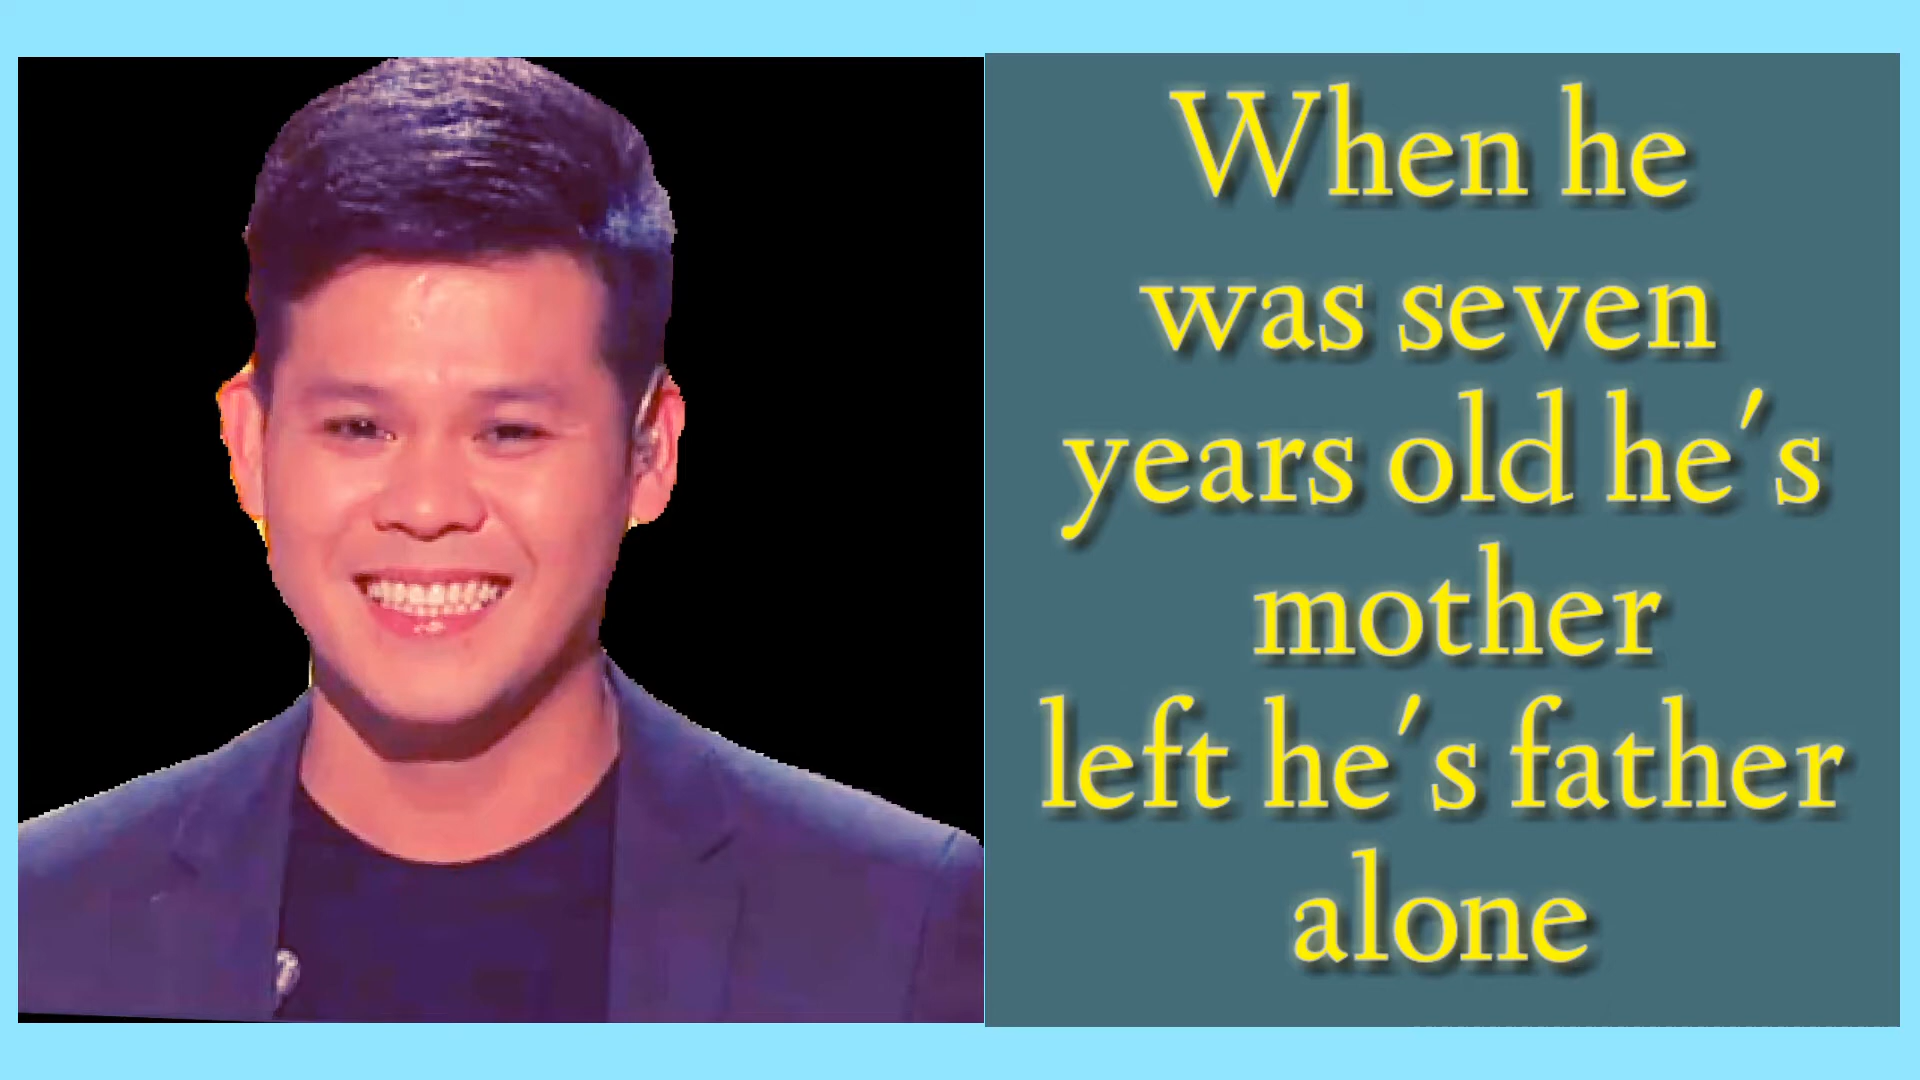 When he
was seven
years old he's
mother
left he's father
alone